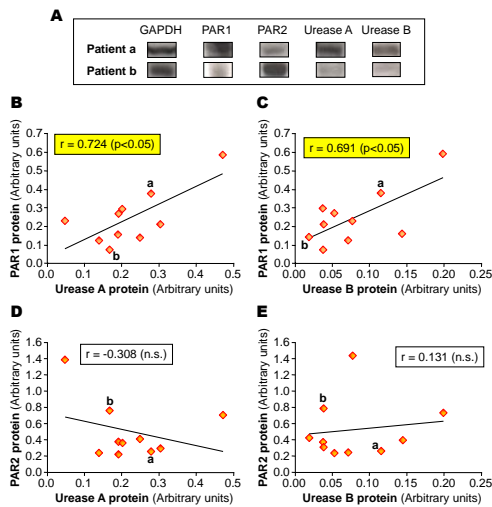 A
GAPDH PAR1 PAR2 Urease A Urease B
Patient a
Patient b
B
PAR1 protein (Arbitrary units)
0.7
0.6
0.5
0.4
0.3
0.2
0.1
0.0
r = 0.724 (p<0.05)
a
b
0.0 0.1 0.2 0.3 0.4 0.5
Urease A protein (Arbitrary units)
C
PAR1 protein (Arbitrary units)
0.7
0.6
0.5
0.4
0.3
0.2
0.1
0.0
r = 0.691 (p<0.05)
a
b
0.00 0.05 0.10 0.15 0.20 0.25
Urease B protein (Arbitrary units)
D
PAR2 protein (Arbitrary units)
1.6
1.4
1.2
1.0
0.8
0.6
0.4
0.2
0.0
r = -0.308 (n.s.)
b
a
0.0 0.1 0.2 0.3 0.4 0.5
Urease A protein (Arbitrary units)
E
PAR2 protein (Arbitrary units)
1.6
1.4
1.2
1.0
0.8
0.6
0.4
0.2
0.0
r = 0.131 (n.s.)
b
a
0.00 0.05 0.10 0.15 0.20 0.25
Urease B protein (Arbitrary units)